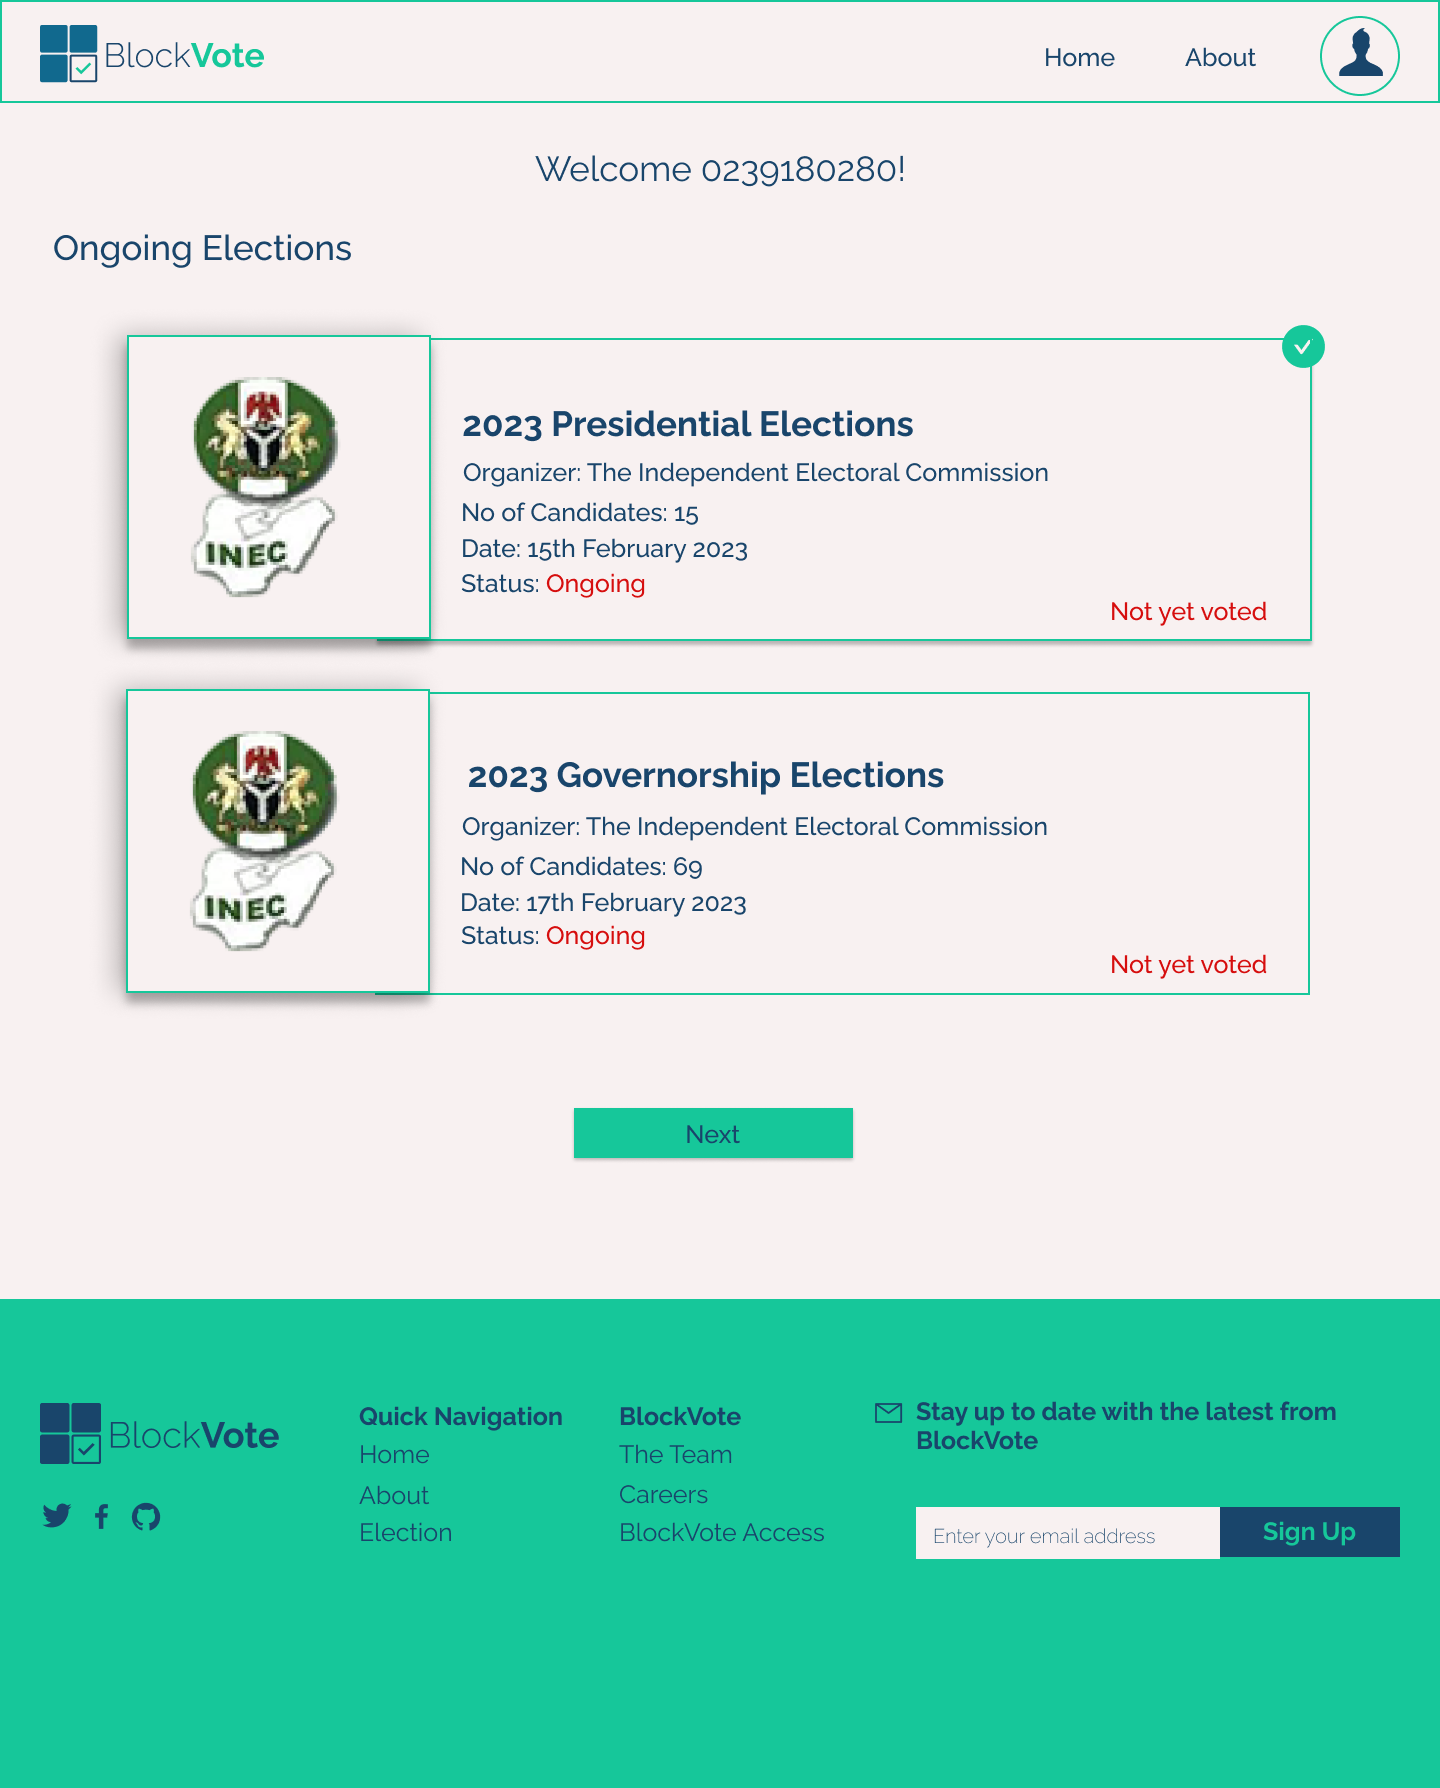 BlockVote
Home
About
Welcome 0239180280!
Ongoing Elections
INEC
2023 Presidential Elections
Organizer: The Independent Electoral Commission
No of Candidates: 15
Date: 15th February 2023
Status: Ongoing
Not yet voted
INEC
2023 Governorship Elections
Organizer: The Independent Electoral Commission
No of Candidates: 69
Date: 17th February 2023
Status: Ongoing
Not yet voted
Next
BlockVote
Quick Navigation
Home
About
Election
BlockVote
The Team
Careers
BlockVote Access
Stay up to date with the latest from
BlockVote
Enter your email address
Sign Up